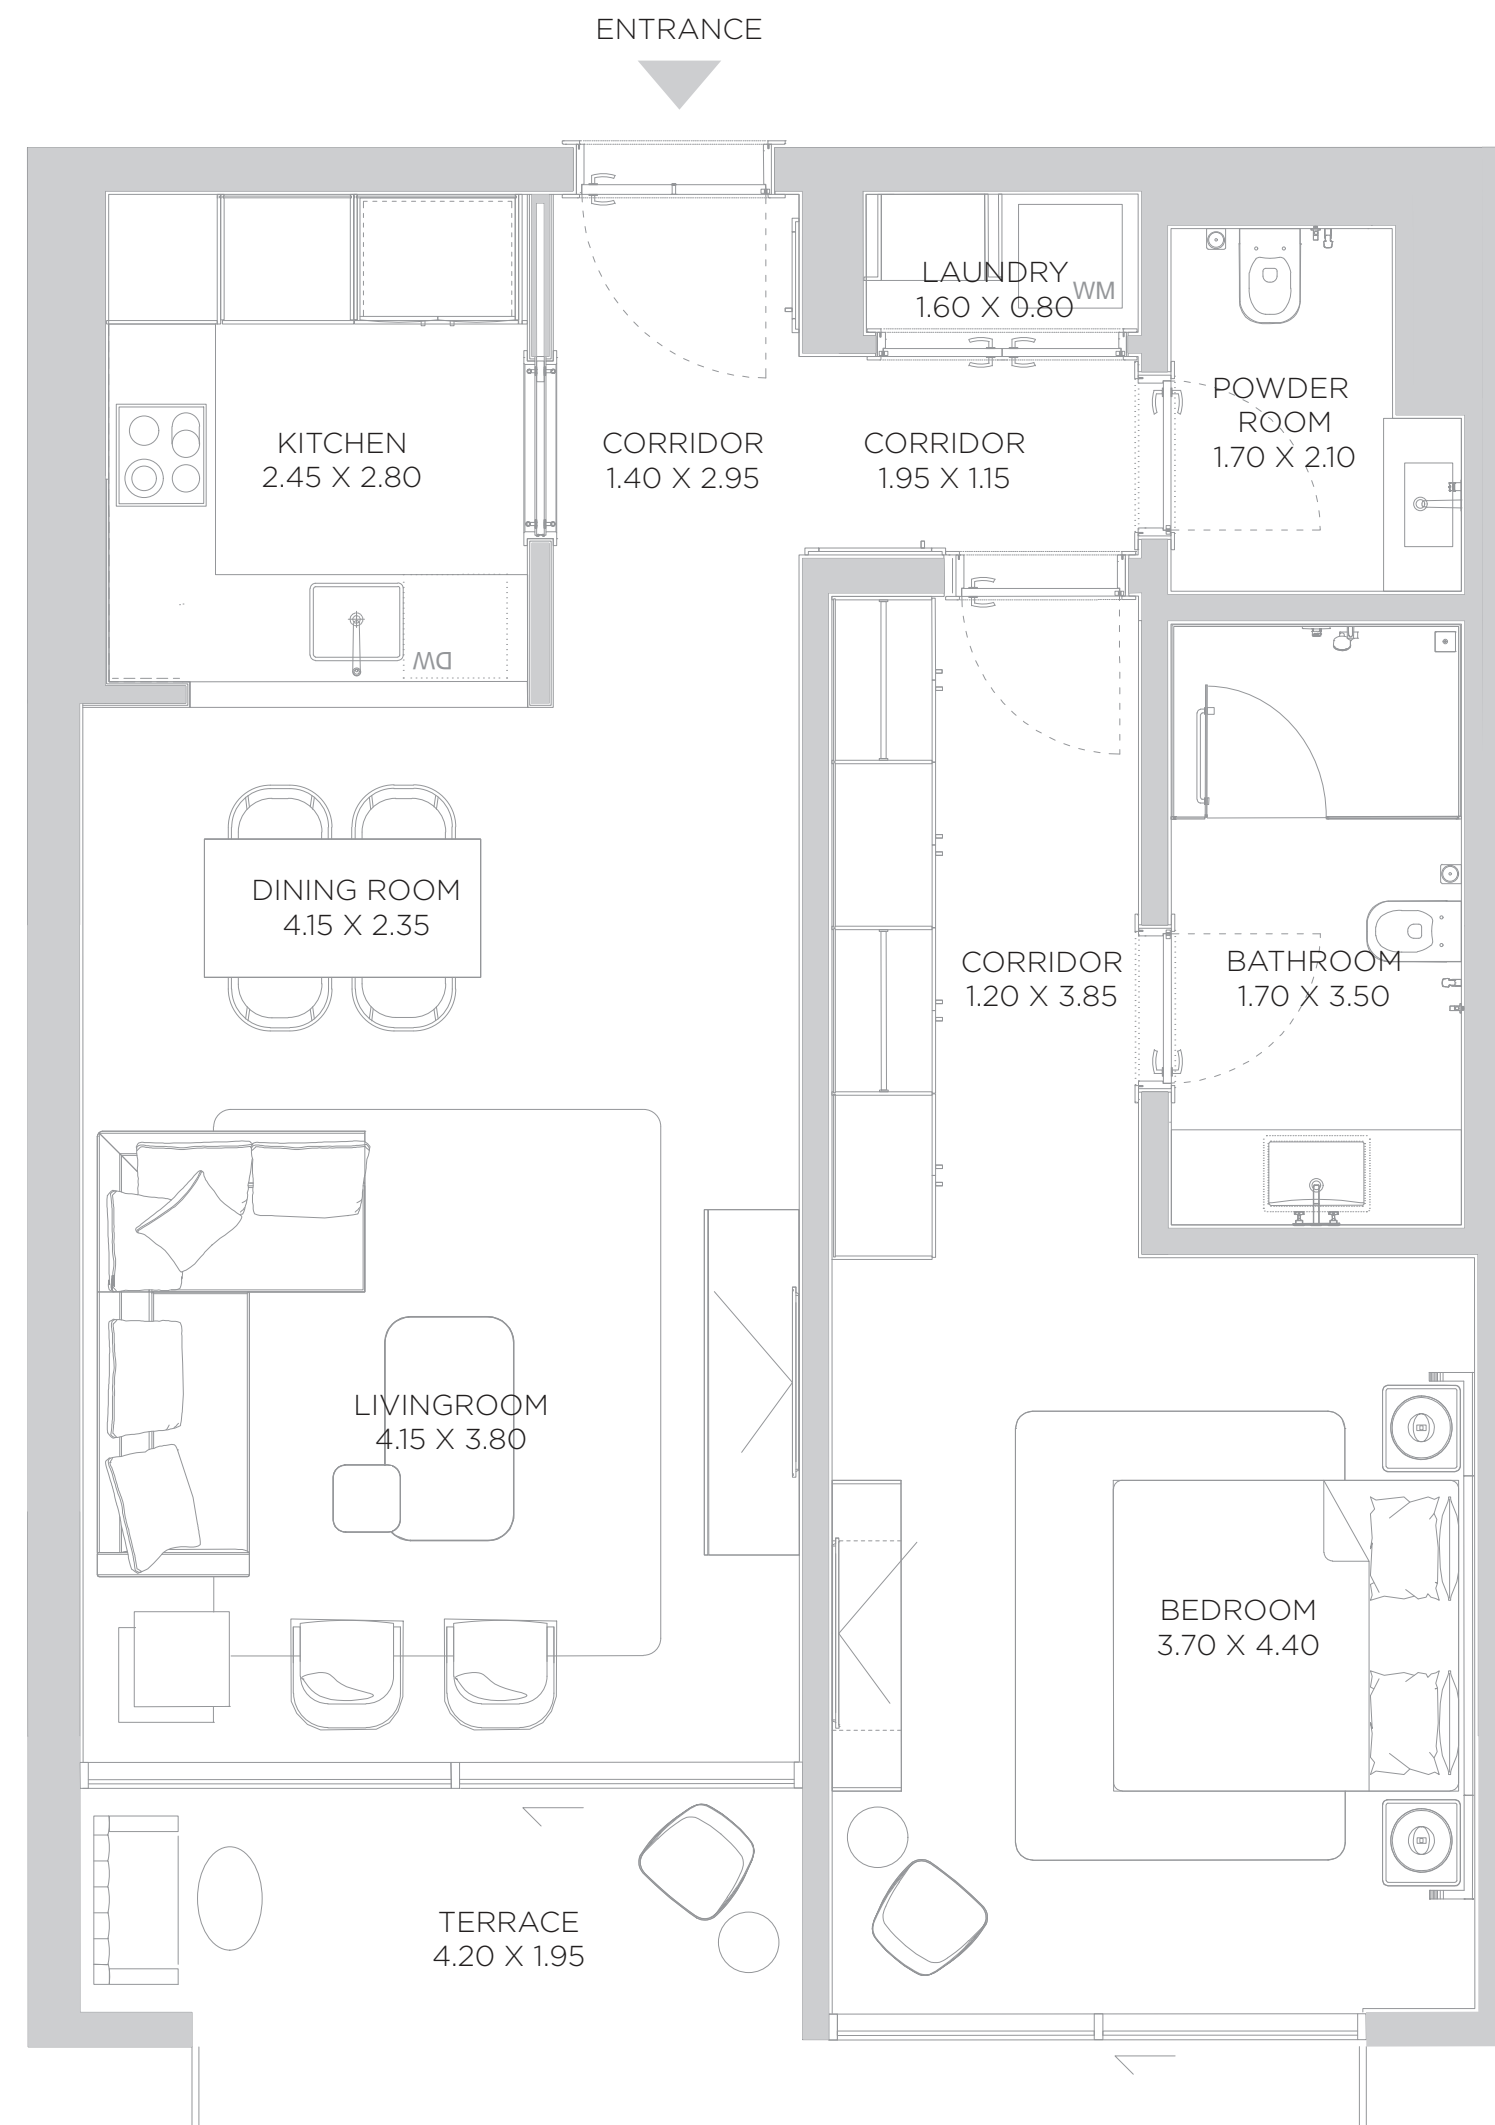 ENTRANCE
LAUNDRY
1.60 X 0.80
WM
POWDER
ROOM
1.70 X 2.10
KITCHEN
2.45 X 2.80
CORRIDOR
1.40 X 2.95
CORRIDOR
1.95 X 1.15
DW
DINING ROOM
4.15 X 2.35
CORRIDOR
1.20 X 3.85
BATHROOM
1.70 X 3.50
LIVINGROOM
4.15 X 3.80
BEDROOM
3.70 X 4.40
TERRACE
4.20 X 1.95